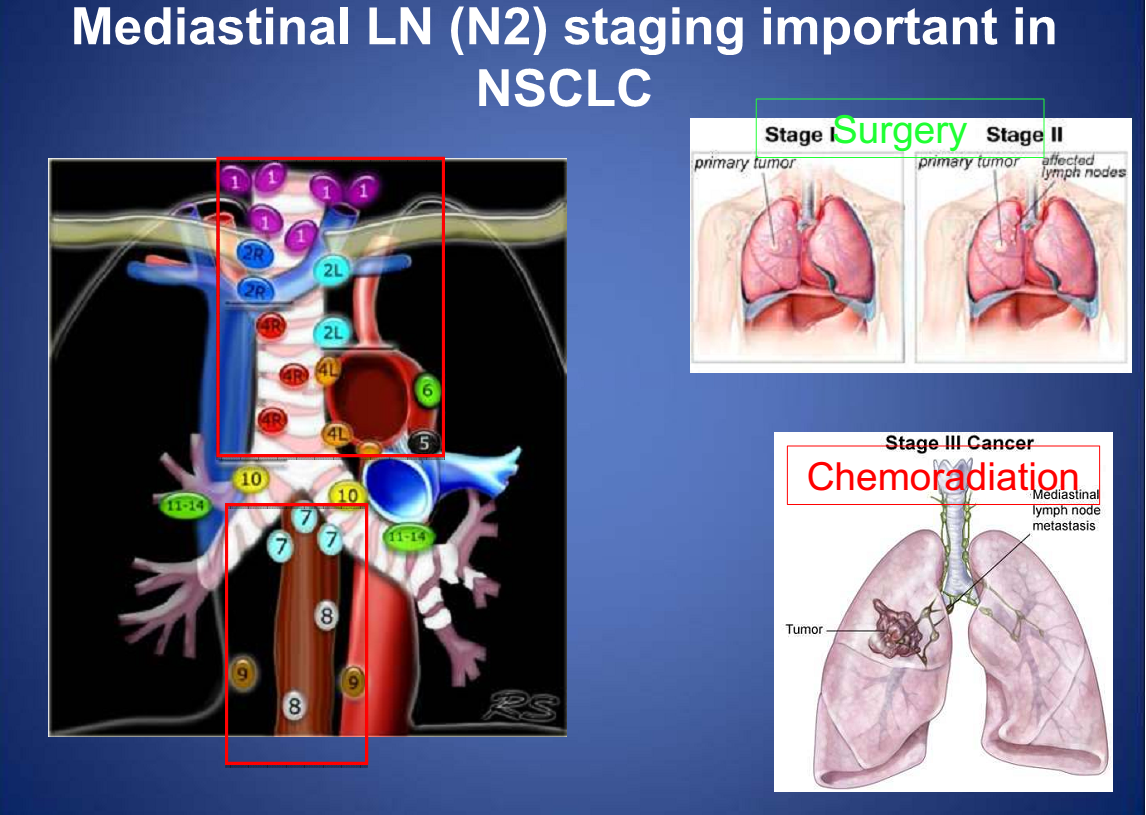 Mediastinal LN (N2) staging important in
NSCLC
1
1
1
1
1
1
2R
2L
2R
4R
2L
4R
4L
6
4R
4L
5
10
10
11-14
7
7
7
11-14
8
9
9
8
RS
Surgery
Stage I
Stage II
primary tumor
primary tumor
affected
lymph nodes
Stage III Cancer
Chemoradiation
Mediastinal
lymph node
metastasis
Tumor